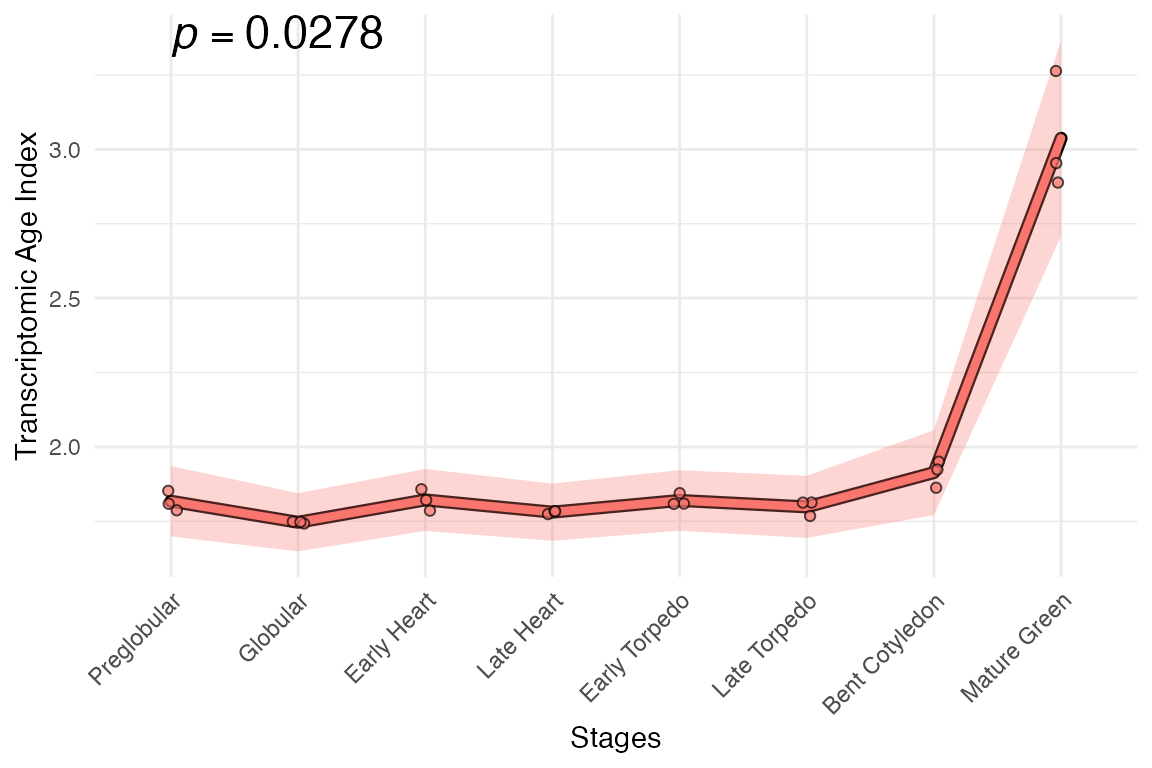 p = 0.0278
Transcriptomic Age Index
3.0
2.5
2.0
Preglobular
Globular
Early Heart
Late Heart
Early Torpedo
Late Torpedo
Bent Cotyledon
Mature Green
Stages